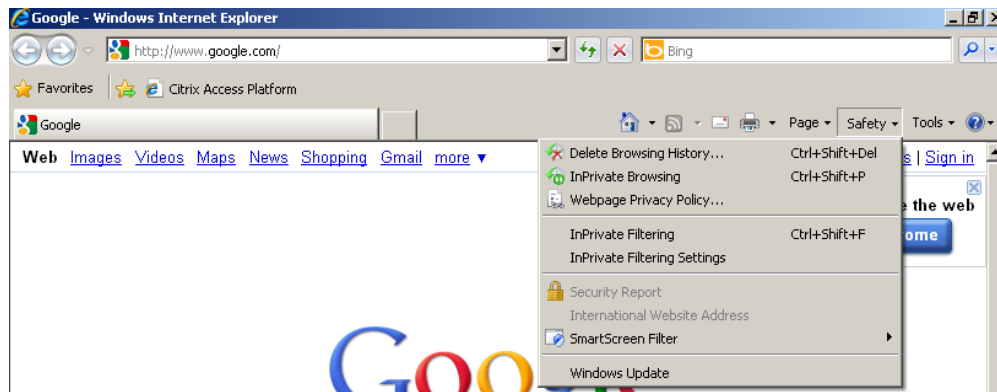 Google - Windows Internet Explorer
http://www.google.com/
Bing
Favorites Citrix Access Platform
Google Page Safety Tools
Web Images Videos Maps News Shopping Gmail more ▼ | Sign in
Delete Browsing History... Ctrl+Shift+Del
InPrivate Browsing Ctrl+Shift+P
Webpage Privacy Policy...
the web
InPrivate Filtering Ctrl+Shift+F
InPrivate Filtering Settings
Security Report
International Website Address
SmartScreen Filter
Windows Update
Goo